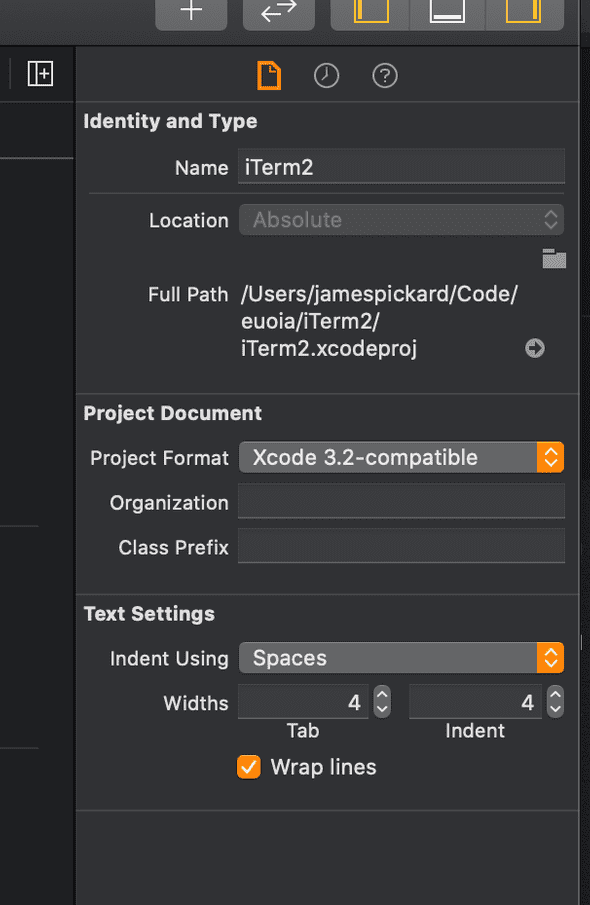 Identity and Type
Name iTerm2
Location Absolute
Full Path /Users/jamespickard/Code/
euoia/iTerm2/
iTerm2.xcodeproj
Project Document
Project Format Xcode 3.2-compatible
Organization
Class Prefix
Text Settings
Indent Using Spaces
Widths 4 4
Tab Indent
Wrap lines